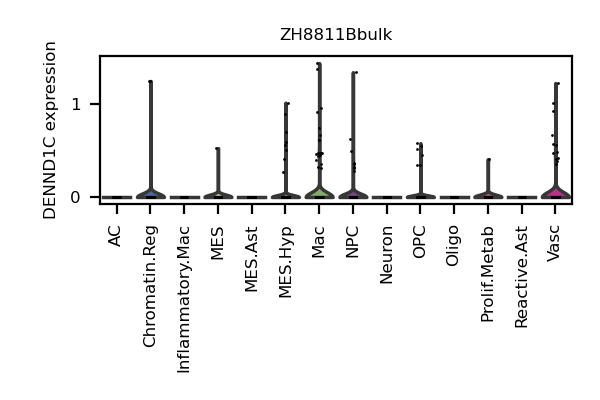 ZH8811Bbulk
DENND1C expression
1
0
AC
Chromatin.Reg
Inflammatory.Mac
MES
MES.Ast
MES.Hyp
Mac
NPC
Neuron
OPC
Oligo
Prolif.Metab
Reactive.Ast
Vasc